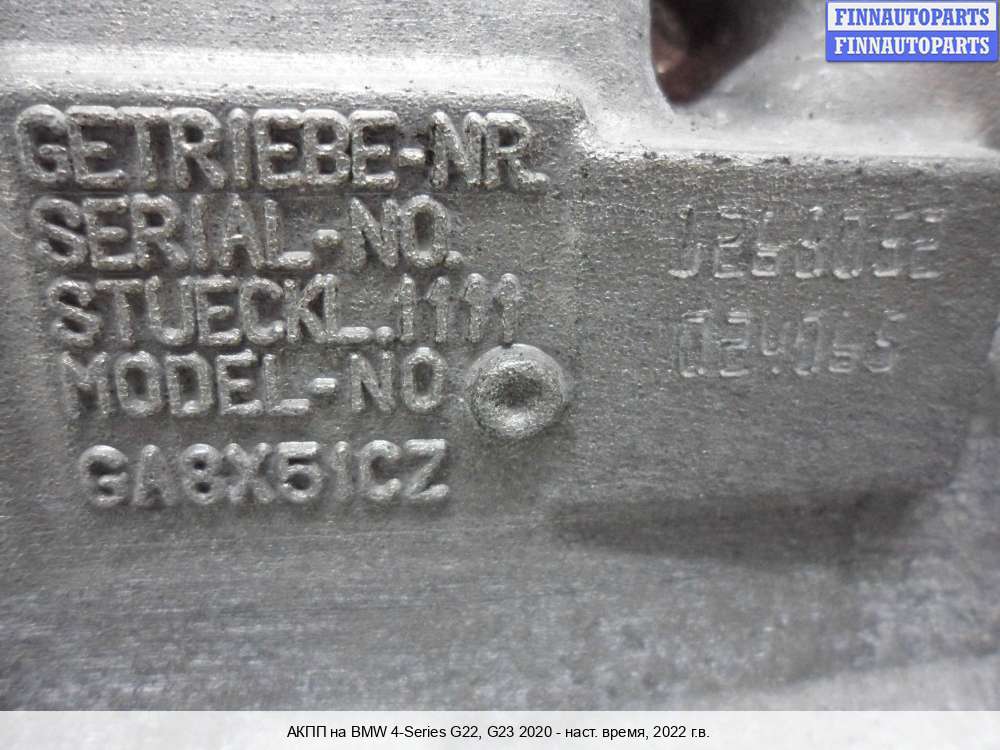 FINNAUTOPARTS
FINNAUTOPARTS
GETRIEBE-NR.
SERIAL-NO.
STUECKL.1111
MODEL-NO
GA8X51CZ
АКПП на BMW 4-Series G22, G23 2020 - наст. время, 2022 г.в.